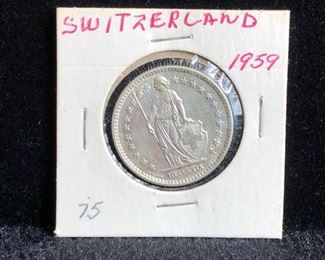 SWITZERLAND
1959
HELVETIA
75